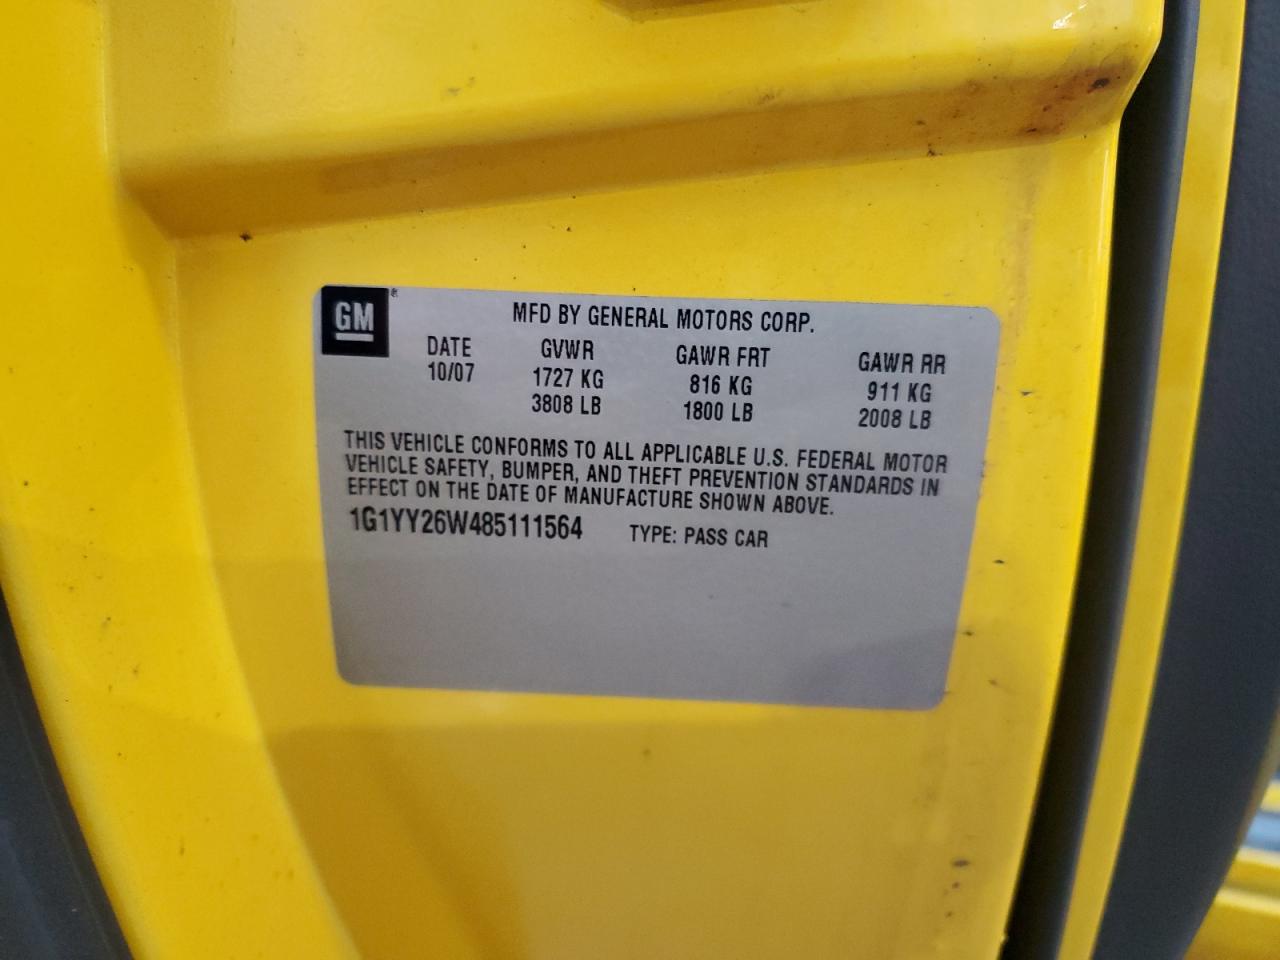 GM®
MFD BY GENERAL MOTORS CORP.
DATE GVWR GAWR FRT GAWR RR
10/07 1727 KG 816 KG 911 KG
3808 LB 1800 LB 2008 LB
THIS VEHICLE CONFORMS TO ALL APPLICABLE U.S. FEDERAL MOTOR
VEHICLE SAFETY, BUMPER, AND THEFT PREVENTION STANDARDS IN
EFFECT ON THE DATE OF MANUFACTURE SHOWN ABOVE.
1G1YY26W485111564 TYPE: PASS CAR